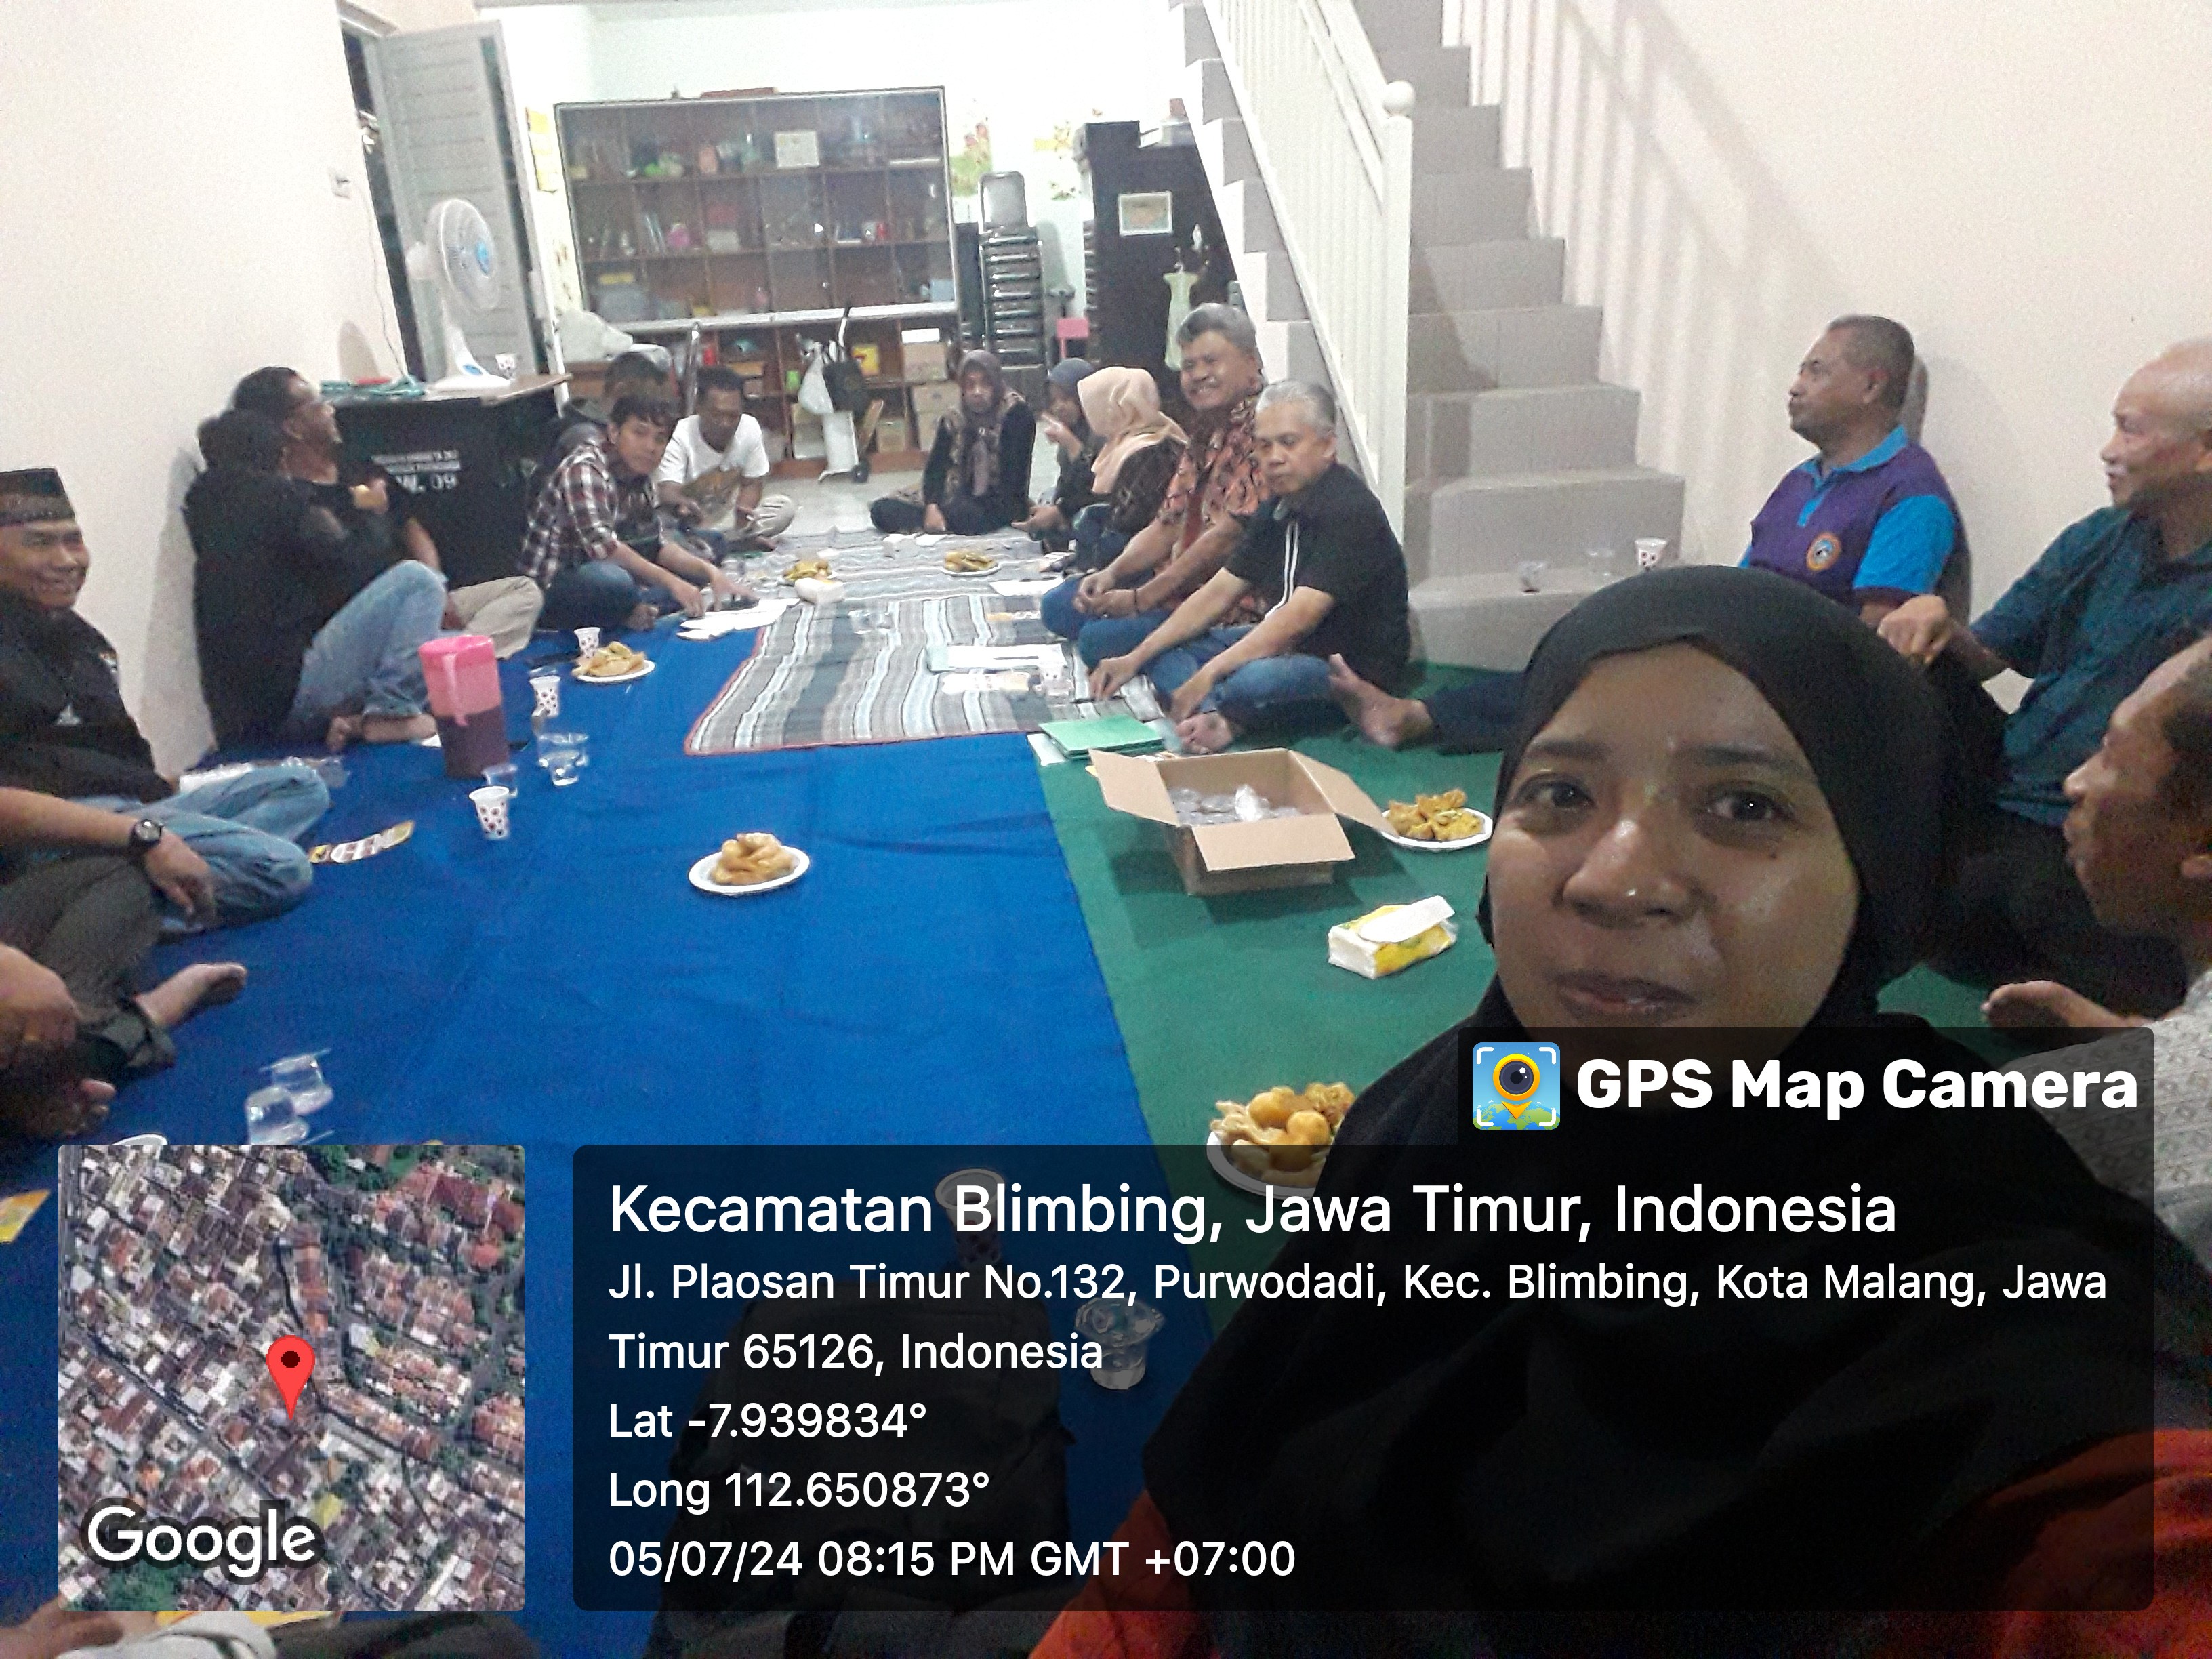 W. 09
GPS Map Camera
Kecamatan Blimbing, Jawa Timur, Indonesia
Jl. Plaosan Timur No.132, Purwodadi, Kec. Blimbing, Kota Malang, Jawa
Timur 65126, Indonesia
Lat -7.939834°
Long 112.650873°
05/07/24 08:15 PM GMT +07:00
Google